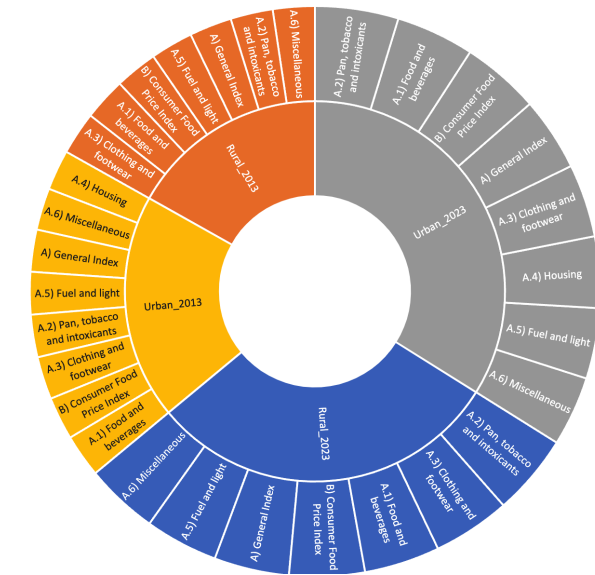 Urban_2023
A.2) Pan, tobacco
and intoxicants
A.1) Food and
beverages
B) Consumer Food
Price Index
A) General Index
A.3) Clothing and
footwear
A.4) Housing
A.5) Fuel and light
A.6) Miscellaneous
Rural_2023
A.2) Pan, tobacco
and intoxicants
A.3) Clothing and
footwear
A.1) Food and
beverages
B) Consumer Food
Price Index
A) General Index
A.5) Fuel and light
A.6) Miscellaneous
Urban_2013
A.1) Food and
beverages
B) Consumer Food
Price Index
A.3) Clothing and
footwear
A.2) Pan, tobacco
and intoxicants
A.5) Fuel and light
A) General Index
A.6) Miscellaneous
A.4) Housing
Rural_2013
A.3) Clothing and
footwear
A.1) Food and
beverages
B) Consumer Food
Price Index
A.5) Fuel and light
A) General Index
A.2) Pan, tobacco
and intoxicants
A.6) Miscellaneous